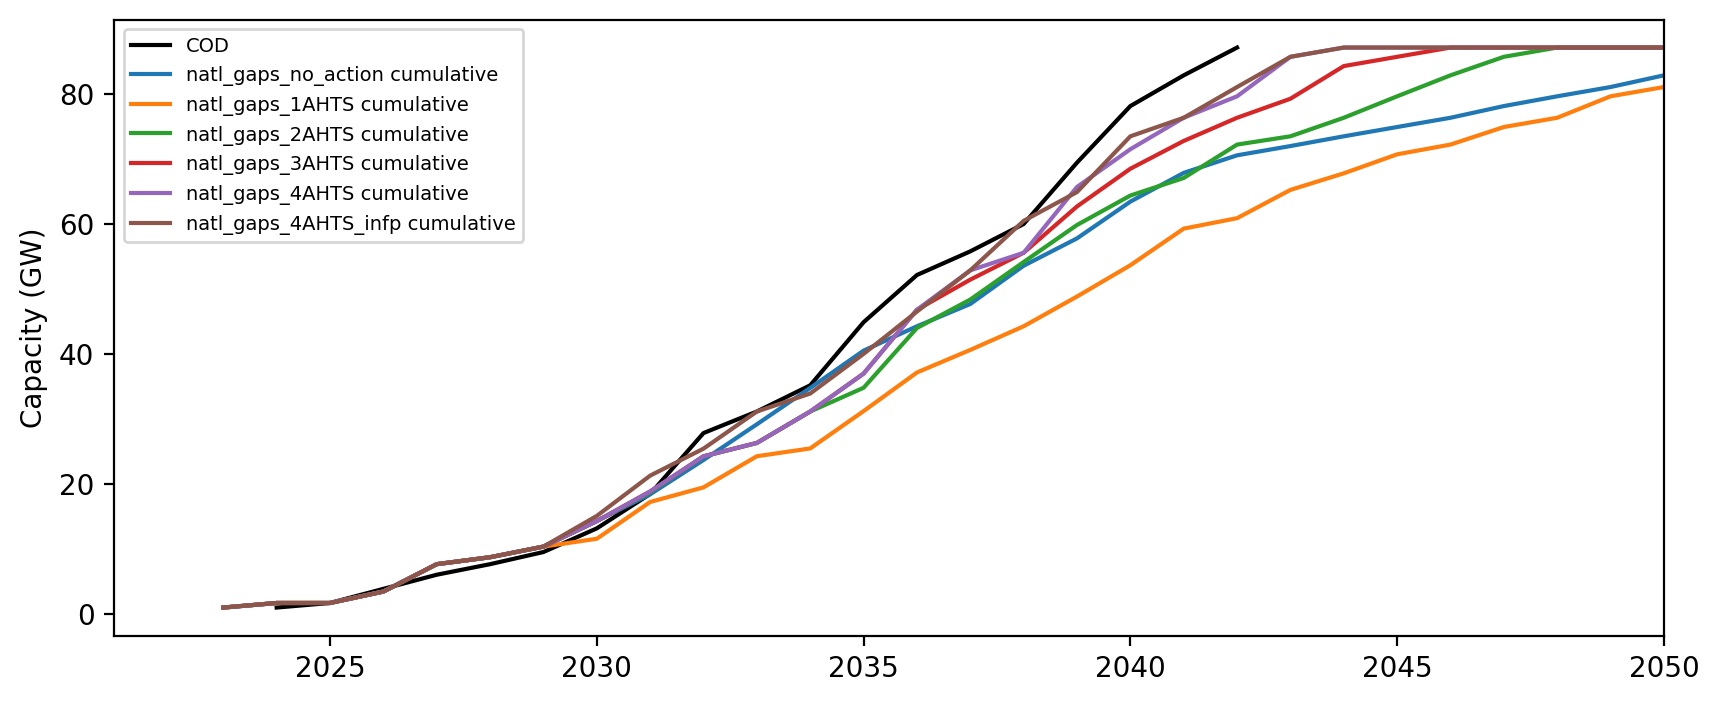 COD
natl_gaps_no_action cumulative
natl_gaps_1AHTS cumulative
natl_gaps_2AHTS cumulative
natl_gaps_3AHTS cumulative
natl_gaps_4AHTS cumulative
natl_gaps_4AHTS_infp cumulative
Capacity (GW)
80
60
40
20
0
2025 2030 2035 2040 2045 2050